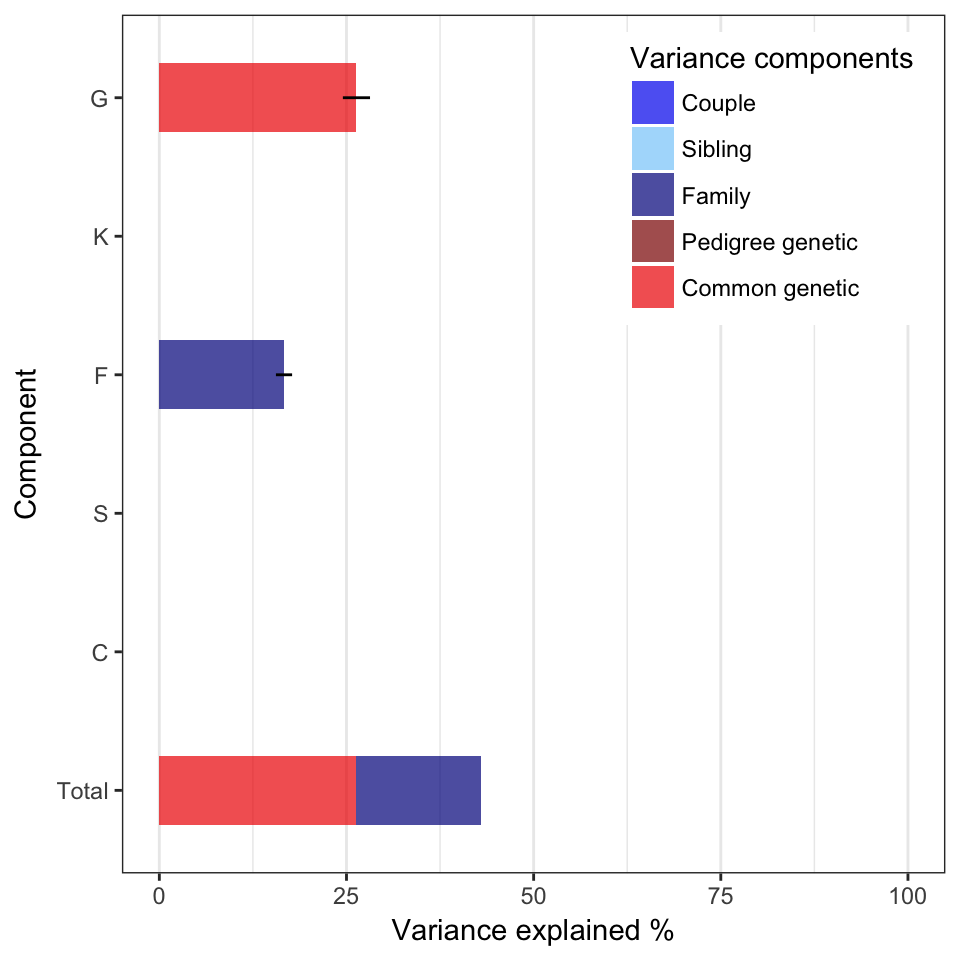 Variance components
Couple
Sibling
Family
Pedigree genetic
Common genetic
Component
G
K
F
S
C
Total
0 25 50 75 100
Variance explained %